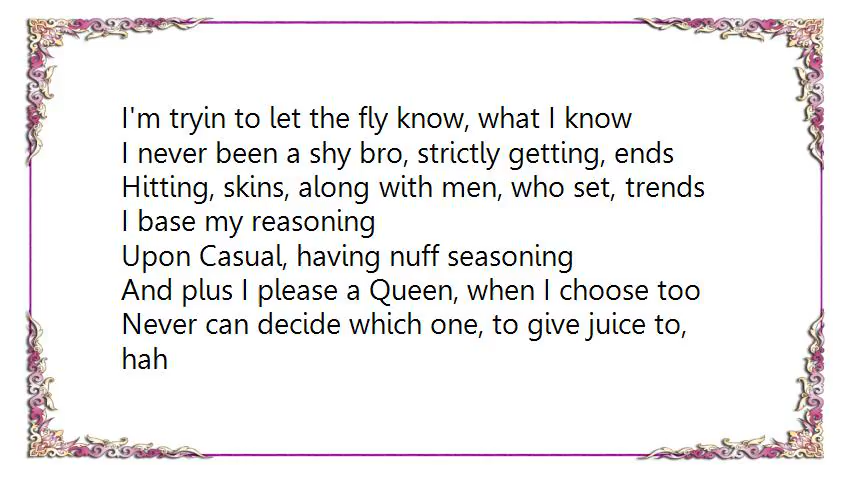 I'm tryin to let the fly know, what I know
I never been a shy bro, strictly getting, ends
Hitting, skins, along with men, who set, trends
I base my reasoning
Upon Casual, having nuff seasoning
And plus I please a Queen, when I choose too
Never can decide which one, to give juice to,
hah